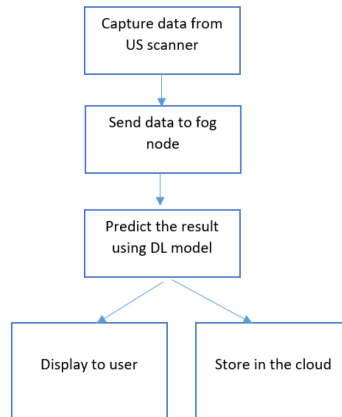 Capture data from
US scanner
Send data to fog
node
Predict the result
using DL model
Display to user
Store in the cloud